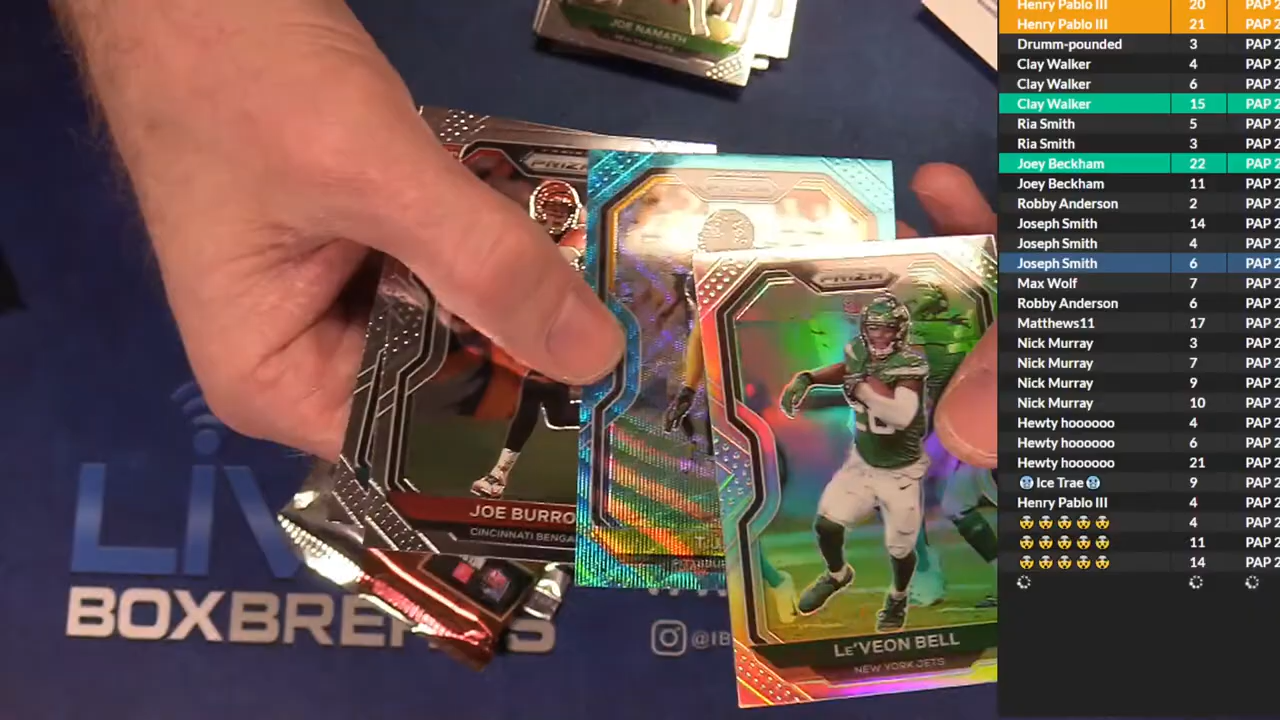 JOE NAMATH
NEW YORK JETS
PRIZM
PRIZM
PRIZM
26
JOE BURRO
CINCINNATI BENGA
LE'VEON BELL
NEW YORK JETS
LIV
BOXBRE
S
@IB
Henry Pablo III 20 PAP 2
Henry Pablo III 21 PAP 2
Drumm-pounded 3 PAP 2
Clay Walker 4 PAP 2
Clay Walker 6 PAP 2
Clay Walker 15 PAP 2
Ria Smith 5 PAP 2
Ria Smith 3 PAP 2
Joey Beckham 22 PAP 2
Joey Beckham 11 PAP 2
Robby Anderson 2 PAP 2
Joseph Smith 14 PAP 2
Joseph Smith 4 PAP 2
Joseph Smith 6 PAP 2
Max Wolf 7 PAP 2
Robby Anderson 6 PAP 2
Matthews11 17 PAP 2
Nick Murray 3 PAP 2
Nick Murray 7 PAP 2
Nick Murray 9 PAP 2
Nick Murray 10 PAP 2
Hewty hoooooo 4 PAP 2
Hewty hoooooo 6 PAP 2
Hewty hoooooo 21 PAP 2
🥶 Ice Trae 🥶 9 PAP 2
Henry Pablo III 4 PAP 2
🤯🤯🤯🤯🤯 4 PAP 2
🤯🤯🤯🤯🤯 11 PAP 2
🤯🤯🤯🤯🤯 14 PAP 2